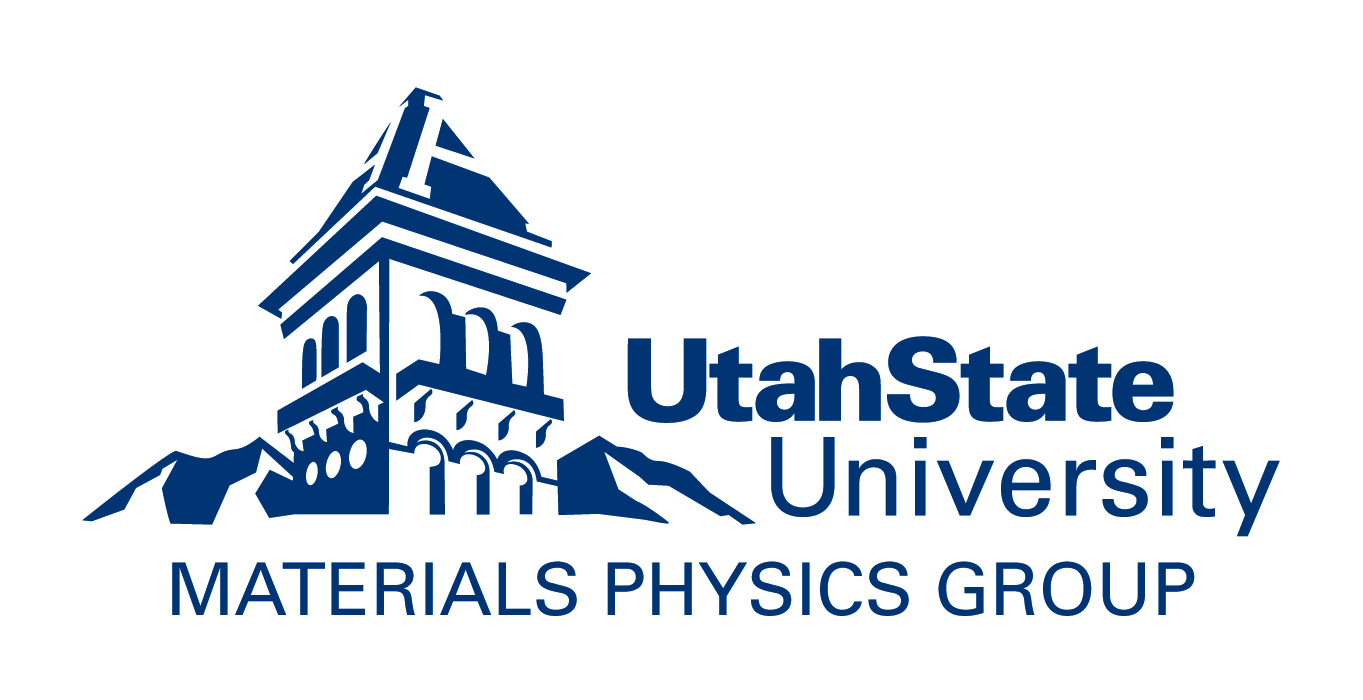 UtahState
University
MATERIALS PHYSICS GROUP